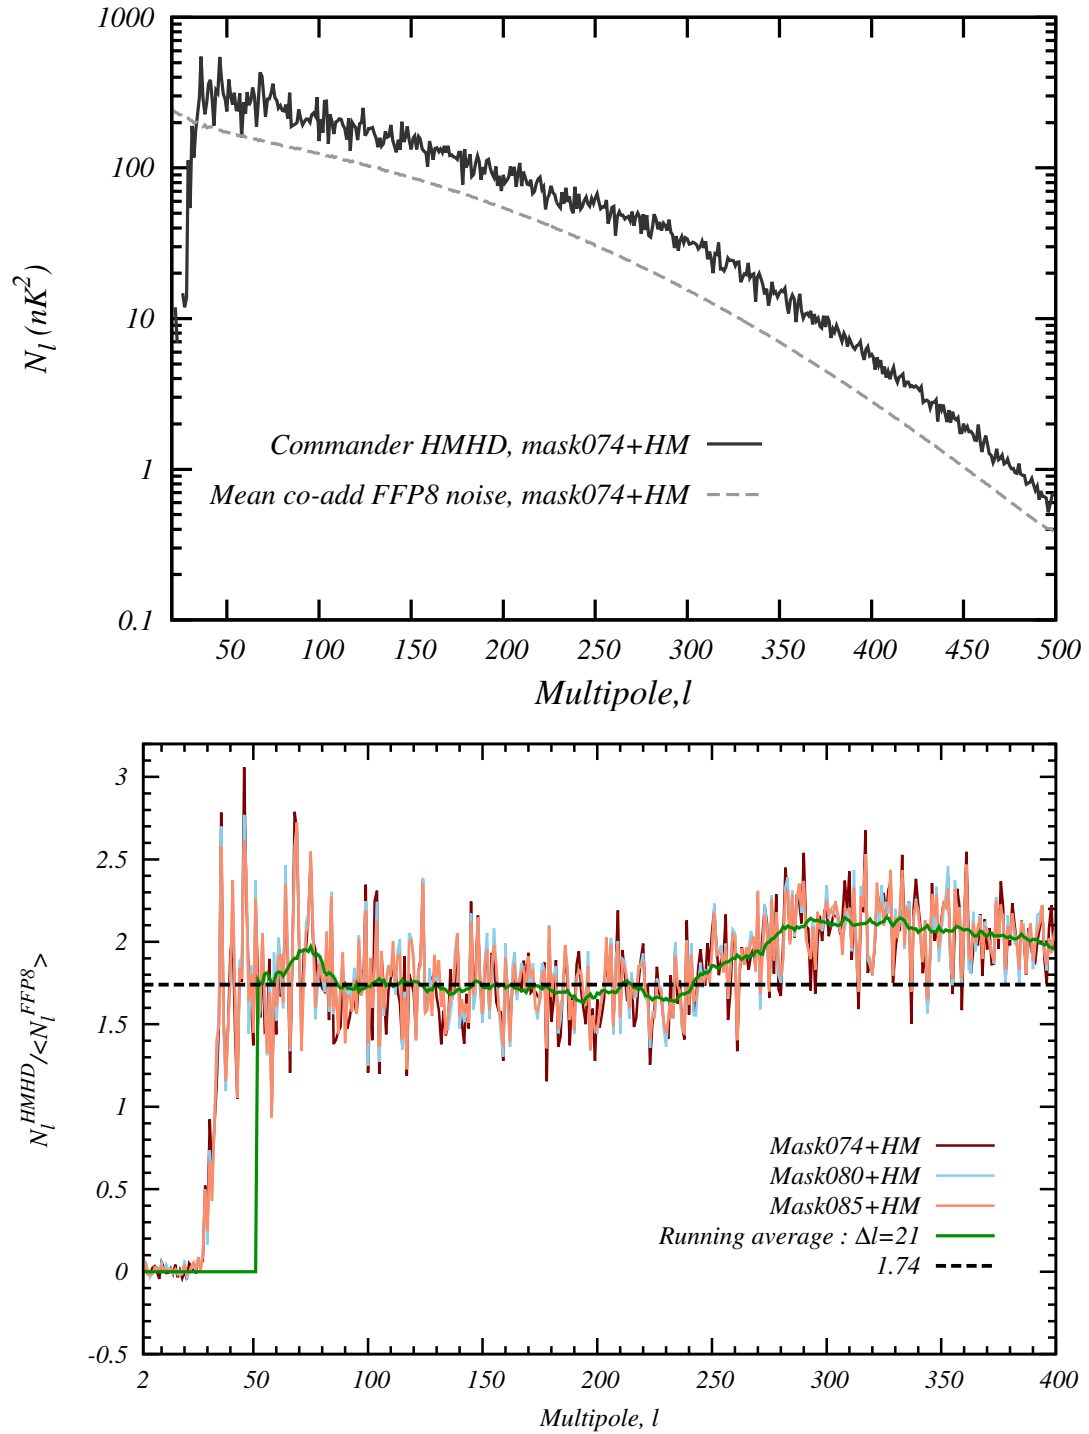 1000
100
10
1
0.1
N_l (nK^2)
Commander HMHD, mask074+HM
Mean co-add FFP8 noise, mask074+HM
50 100 150 200 250 300 350 400 450 500
Multipole,l
3
2.5
2
1.5
1
0.5
0
-0.5
N_l^HMHD/<N_l^FFP8>
Mask074+HM
Mask080+HM
Mask085+HM
Running average : Δl=21
1.74
2 50 100 150 200 250 300 350 400
Multipole, l